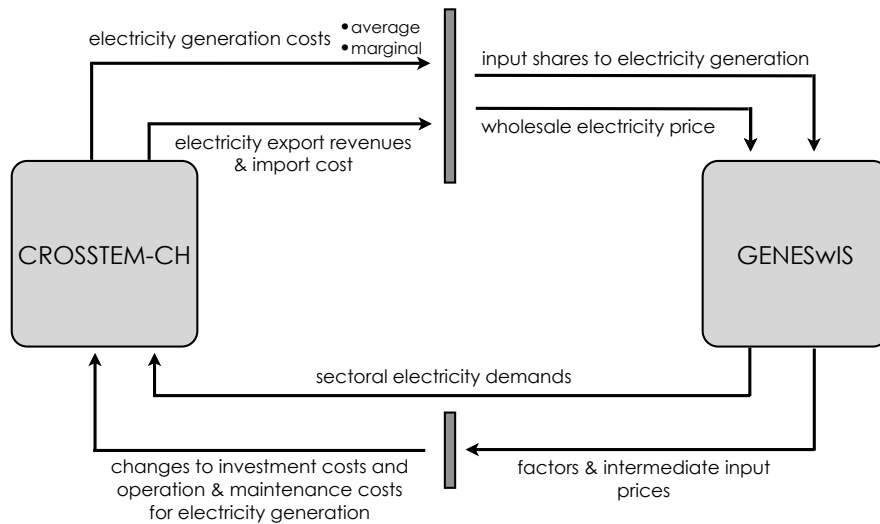 electricity generation costs
• average
• marginal
input shares to electricity generation
wholesale electricity price
electricity export revenues
& import cost
CROSSTEM-CH
GENESwIS
sectoral electricity demands
changes to investment costs and
operation & maintenance costs
for electricity generation
factors & intermediate input
prices